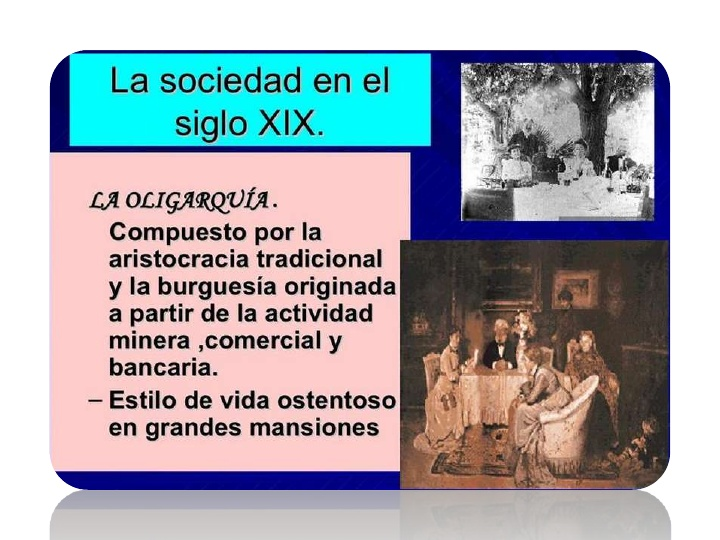 La sociedad en el
siglo XIX.
LA OLIGARQUÍA .
Compuesto por la
aristocracia tradicional
y la burguesía originada
a partir de la actividad
minera ,comercial y
bancaria.
– Estilo de vida ostentoso
en grandes mansiones